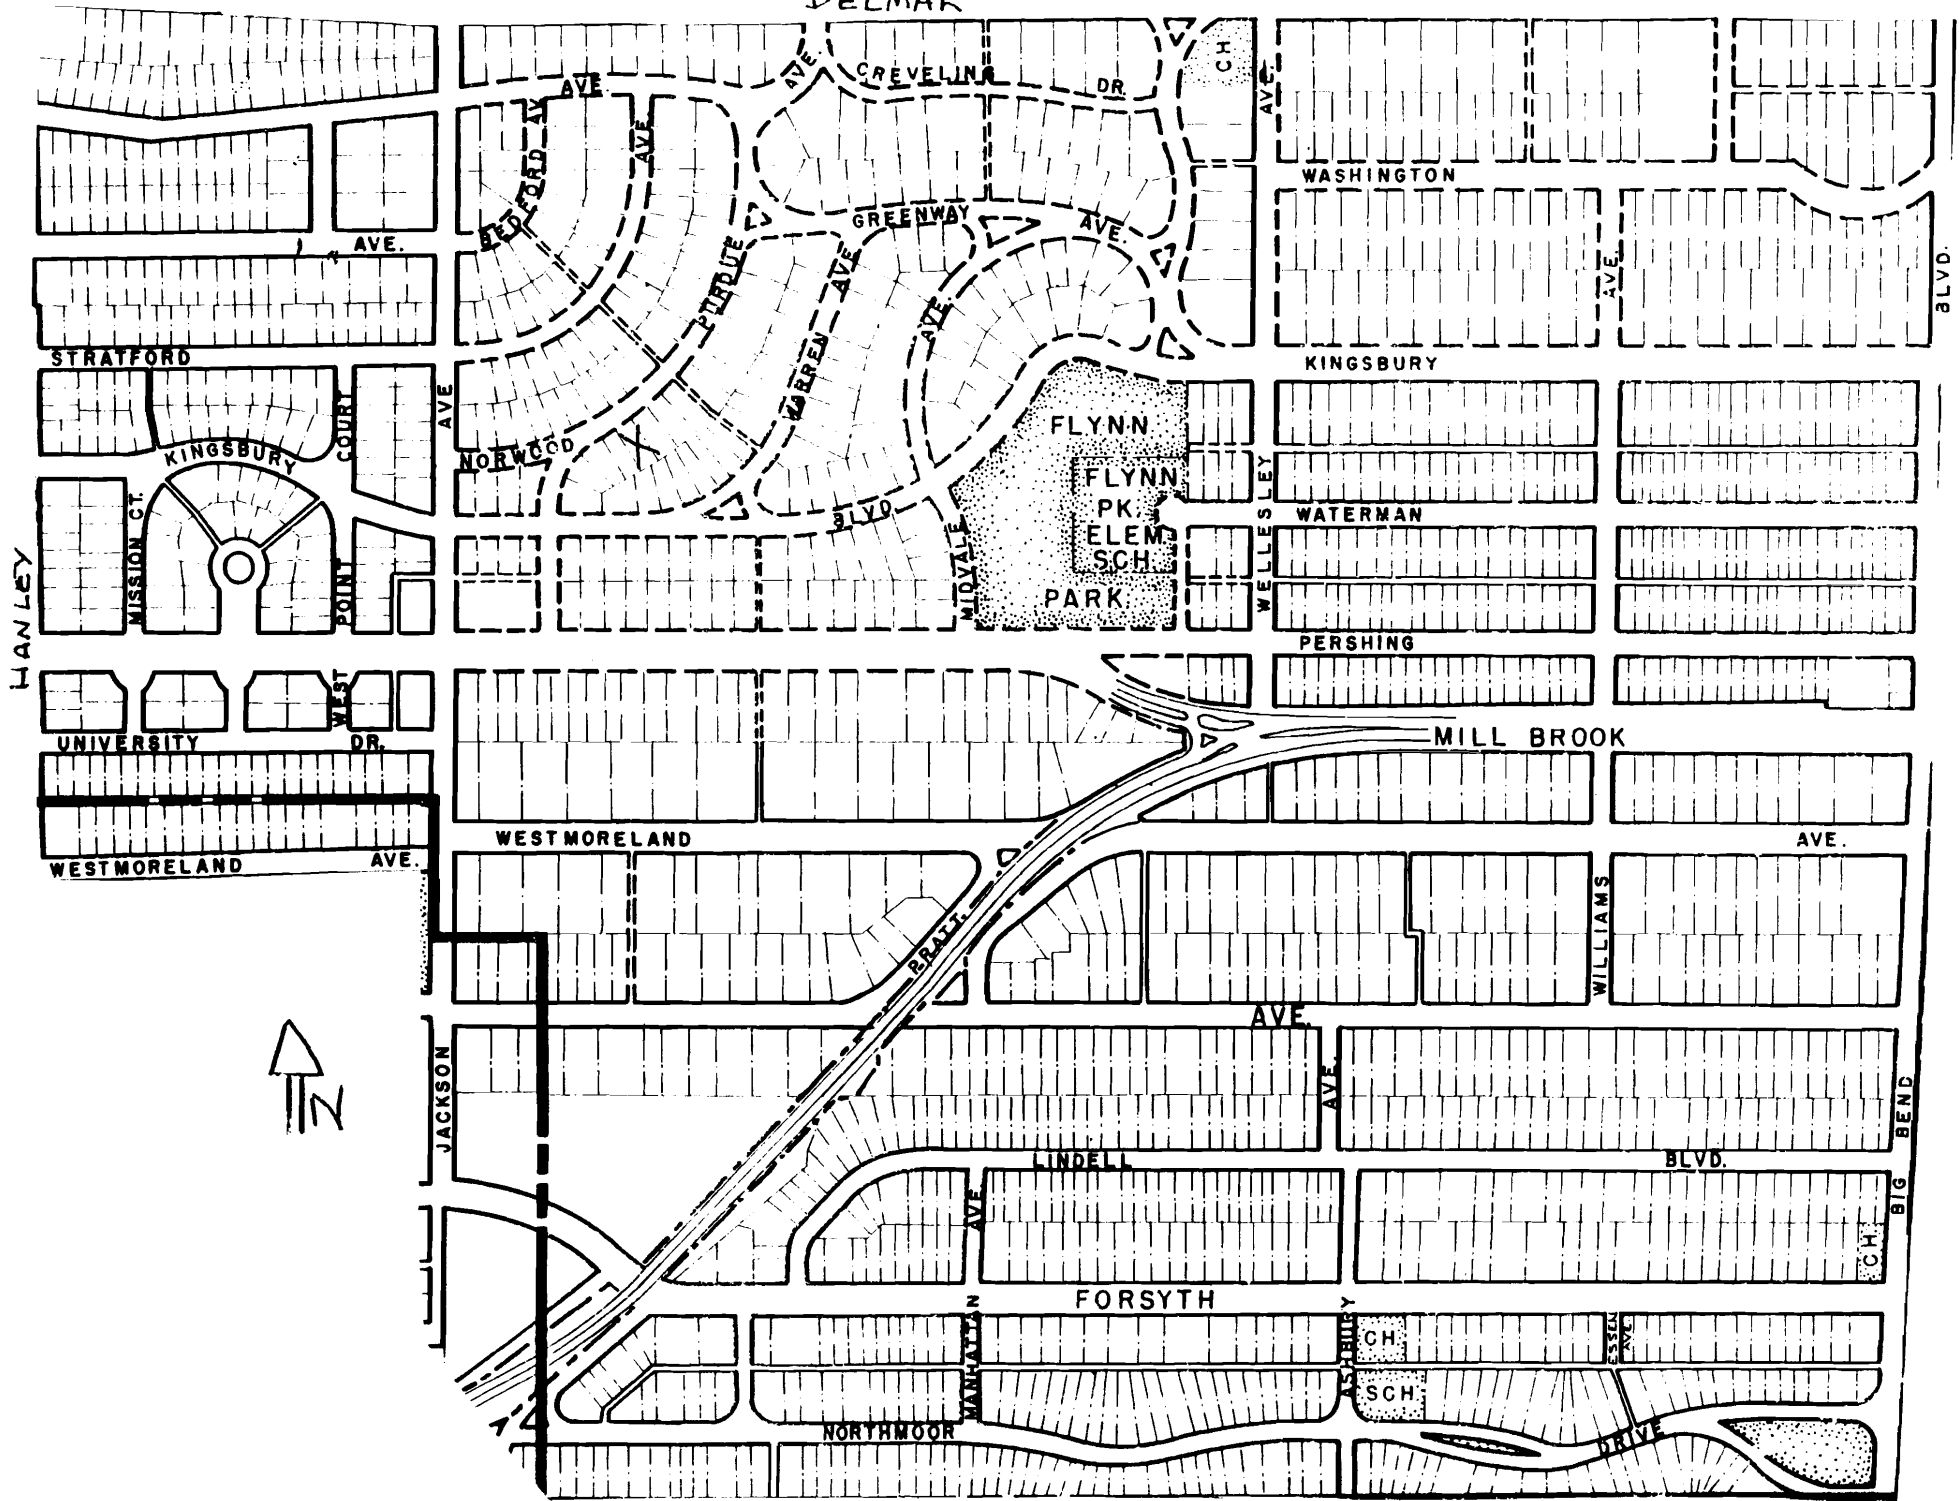 DELMAR
CH
AVE.
CREVELING
DR.
AVE.
AVE.
BEDFORD AV.
AVE.
WASHINGTON
GREENWAY
AVE.
AVE.
PURDUE
AVE
AVE.
BLVD.
WARREN
AVE.
STRATFORD
KINGSBURY
AVE
COURT
NORWOOD
KINGSBURY
FLYNN
FLYNN
PK.
ELEM.
SCH.
PARK
WELLESLEY
WATERMAN
BLVD.
MISSION CT.
POINT
MIDVALE
HANLEY
PERSHING
WEST
UNIVERSITY DR.
MILL BROOK
WESTMORELAND
AVE.
WESTMORELAND AVE.
WILLIAMS
PRATT
AVE.
N
JACKSON
AVE.
BEND
LINDELL
BLVD.
AVE.
BIG
CH.
FORSYTH
MANHATTAN
ASHBURY
CH.
ESSEN
AVE.
SCH.
NORTHMOOR
DRIVE